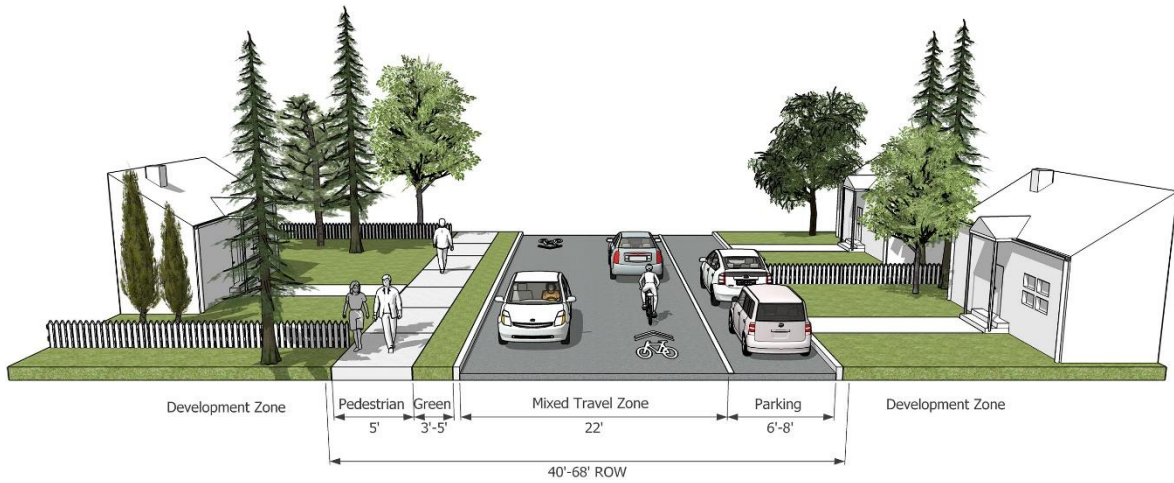 Development Zone
Pedestrian
Green
Mixed Travel Zone
Parking
Development Zone
5'
3'-5'
22'
6'-8'
40'-68' ROW